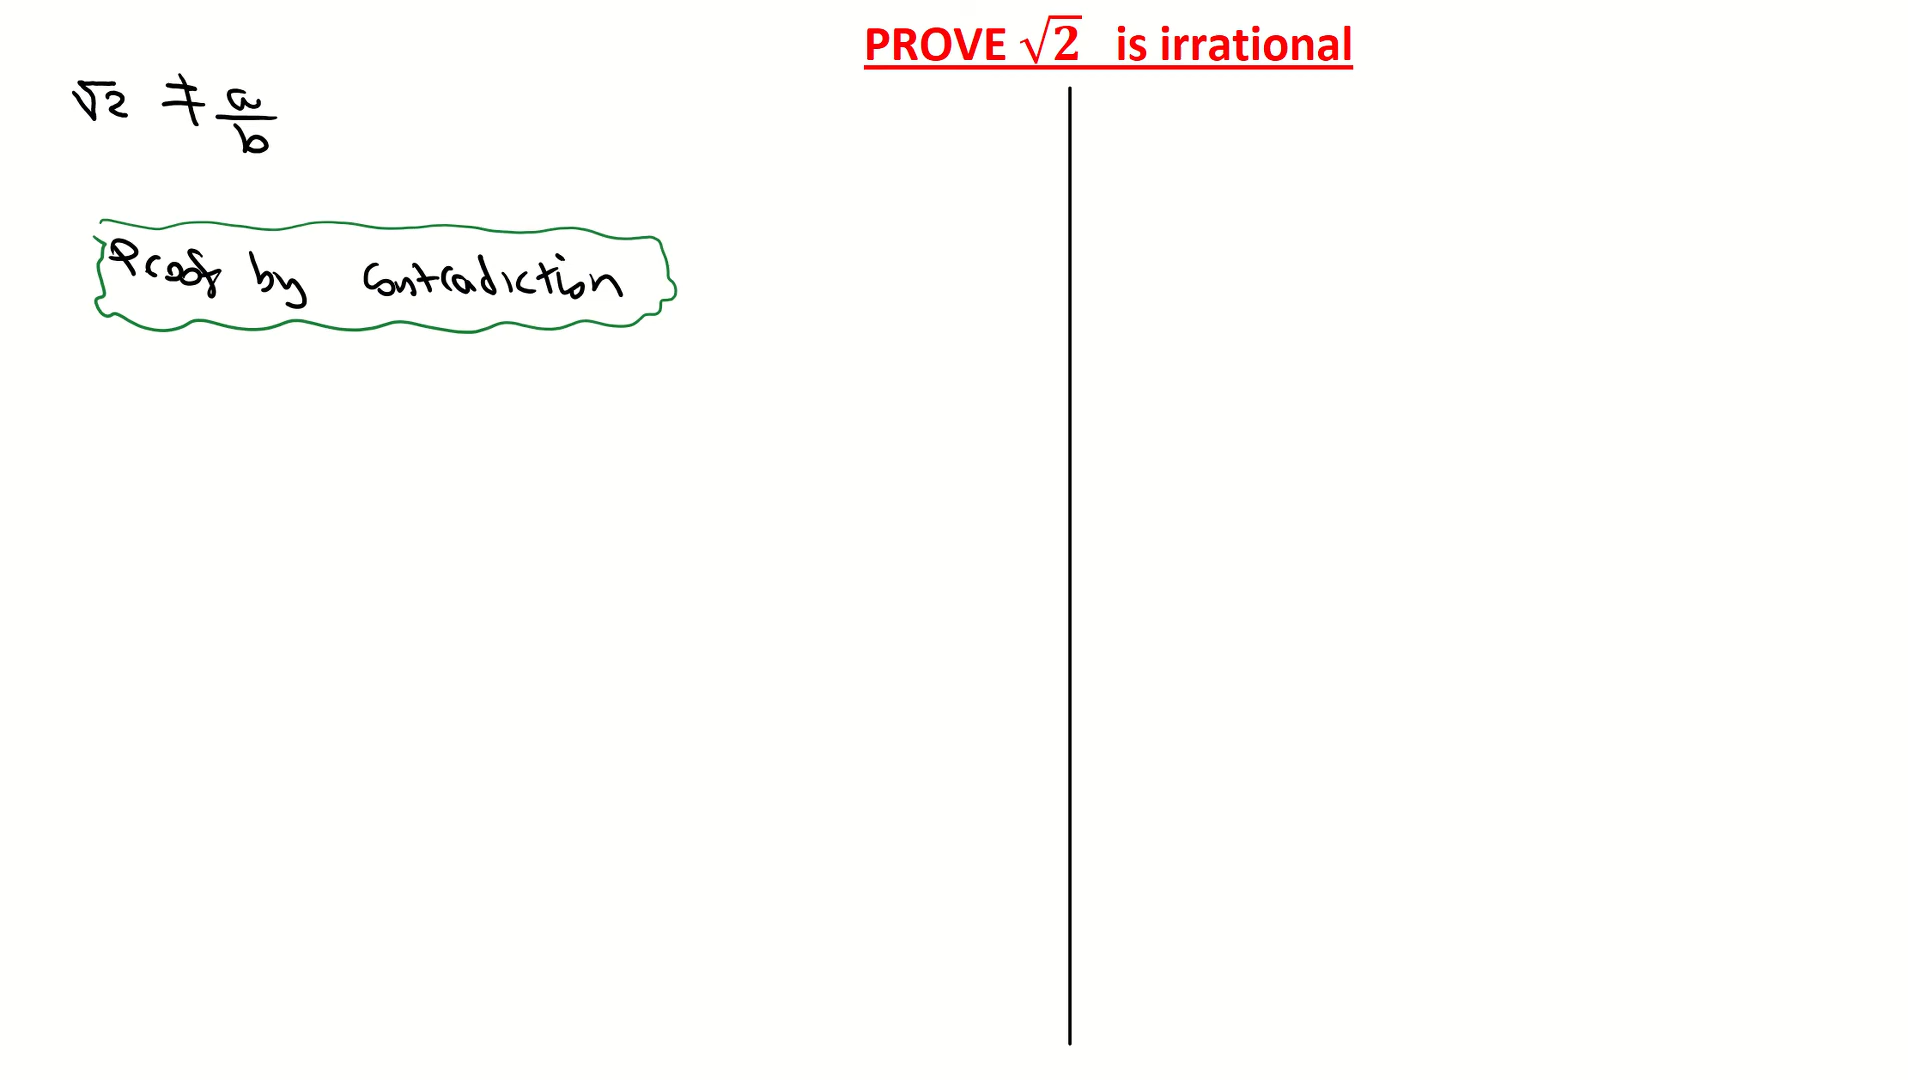 PROVE √2 is irrational
√2 ≠ a/b
Proof by Contradiction